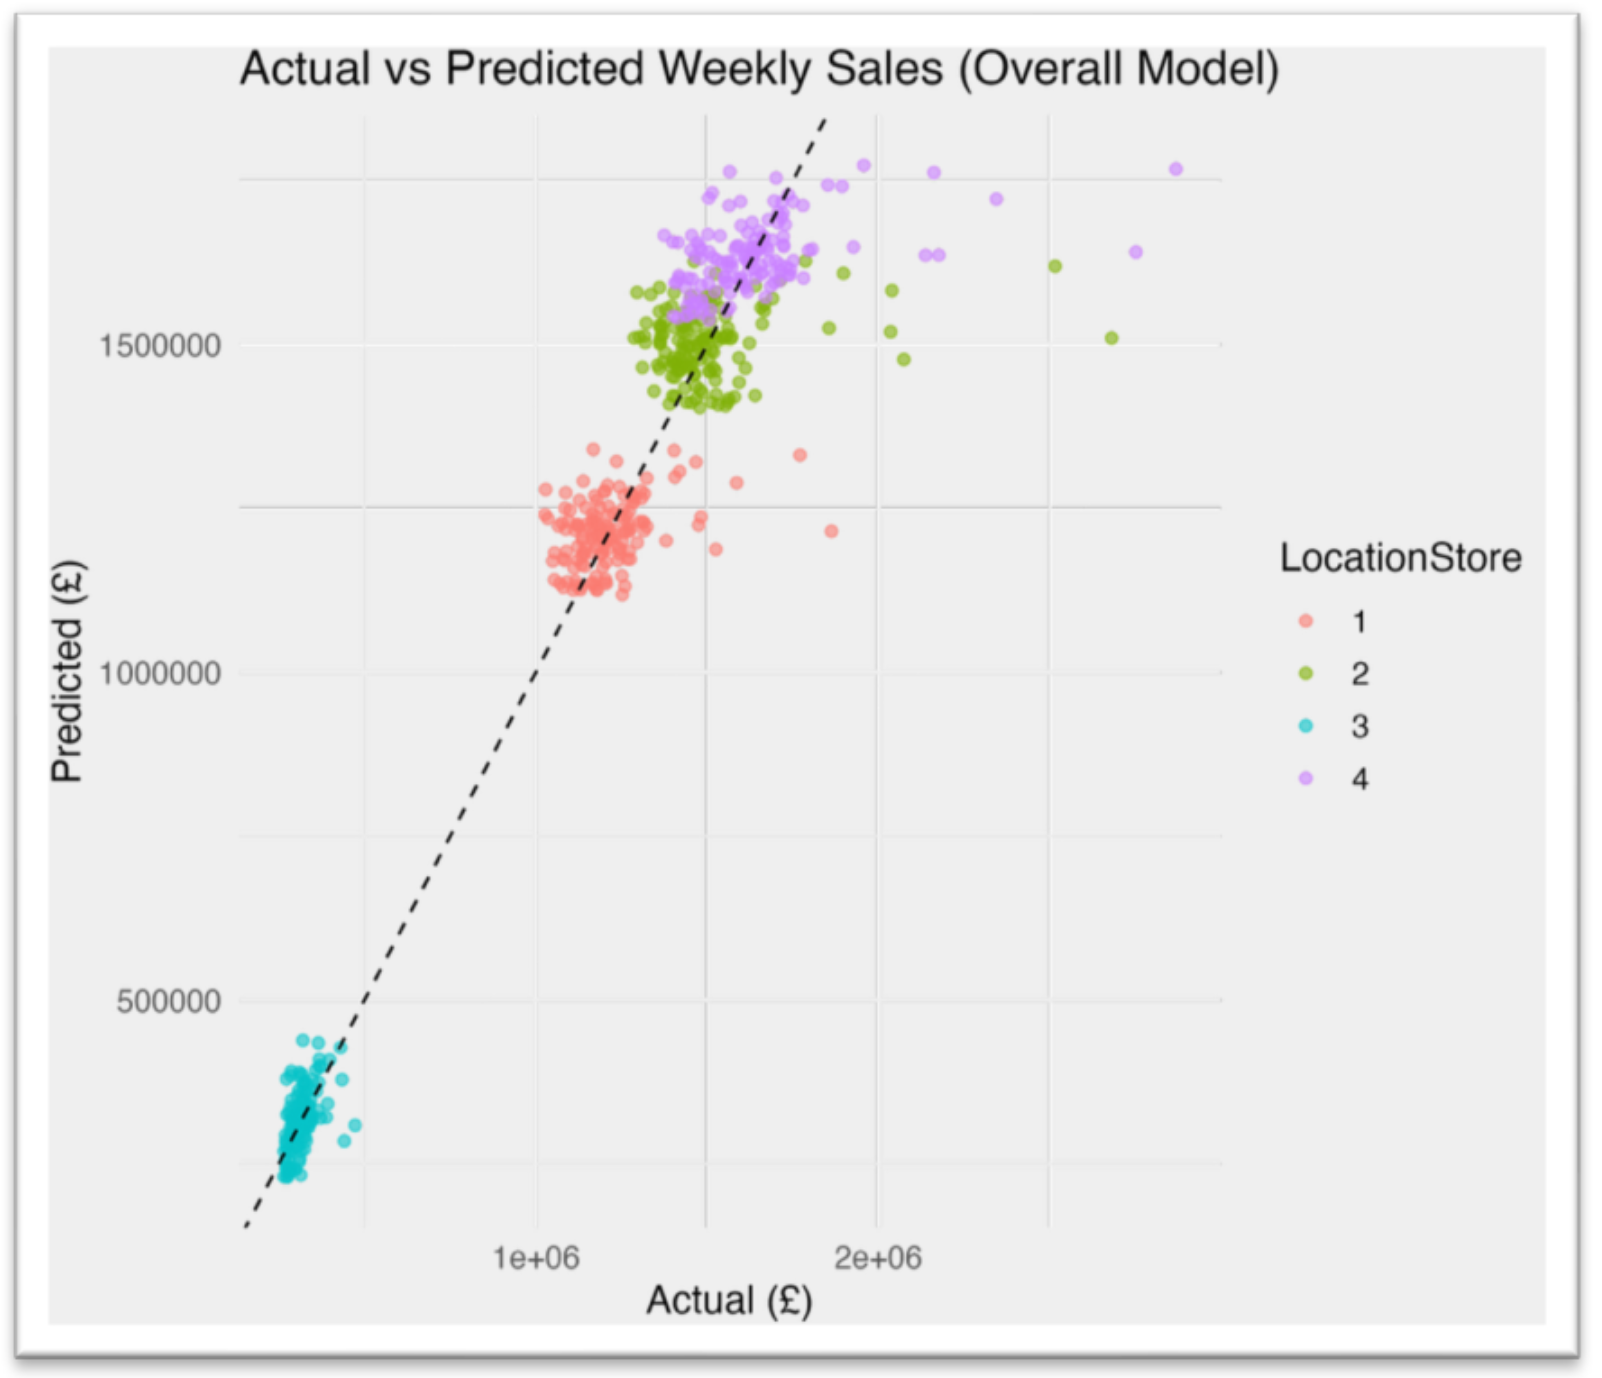 Actual vs Predicted Weekly Sales (Overall Model)
1500000
1000000
500000
Predicted (£)
1e+06 2e+06
Actual (£)
LocationStore
1
2
3
4